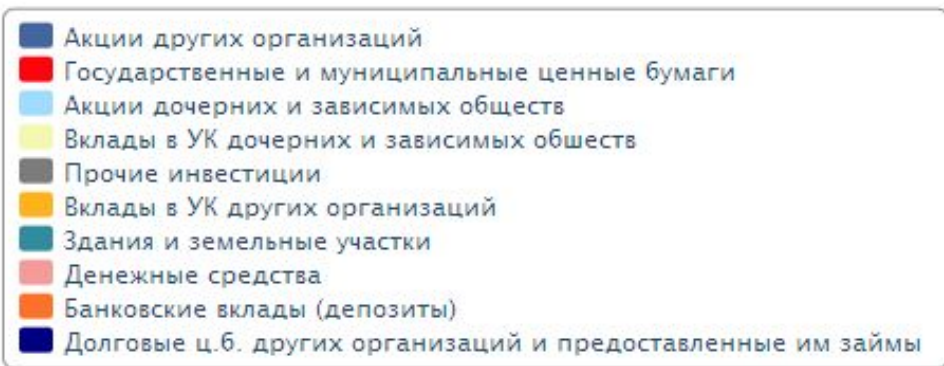 Акции других организаций
Государственные и муниципальные ценные бумаги
Акции дочерних и зависимых обществ
Вклады в УК дочерних и зависимых обшеств
Прочие инвестиции
Вклады в УК других организаций
Здания и земельные участки
Денежные средства
Банковские вклады (депозиты)
Долговые ц.б. других организаций и предоставленные им займы